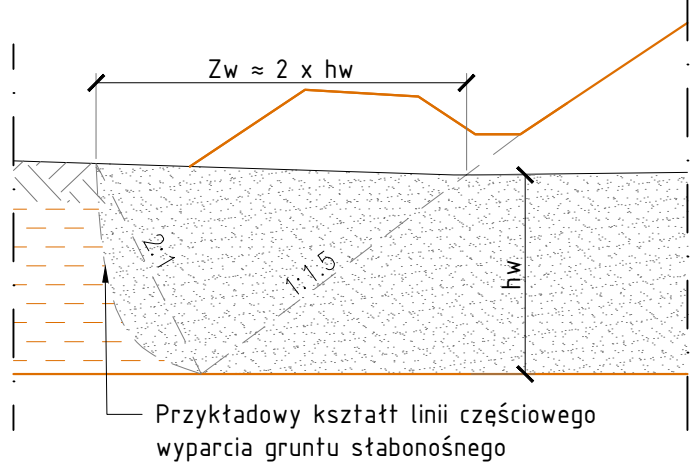 Zw ≈ 2 x hw
2:1
1:1.5
hw
Przykładowy kształt linii częściowego
wyparcia gruntu słabonośnego